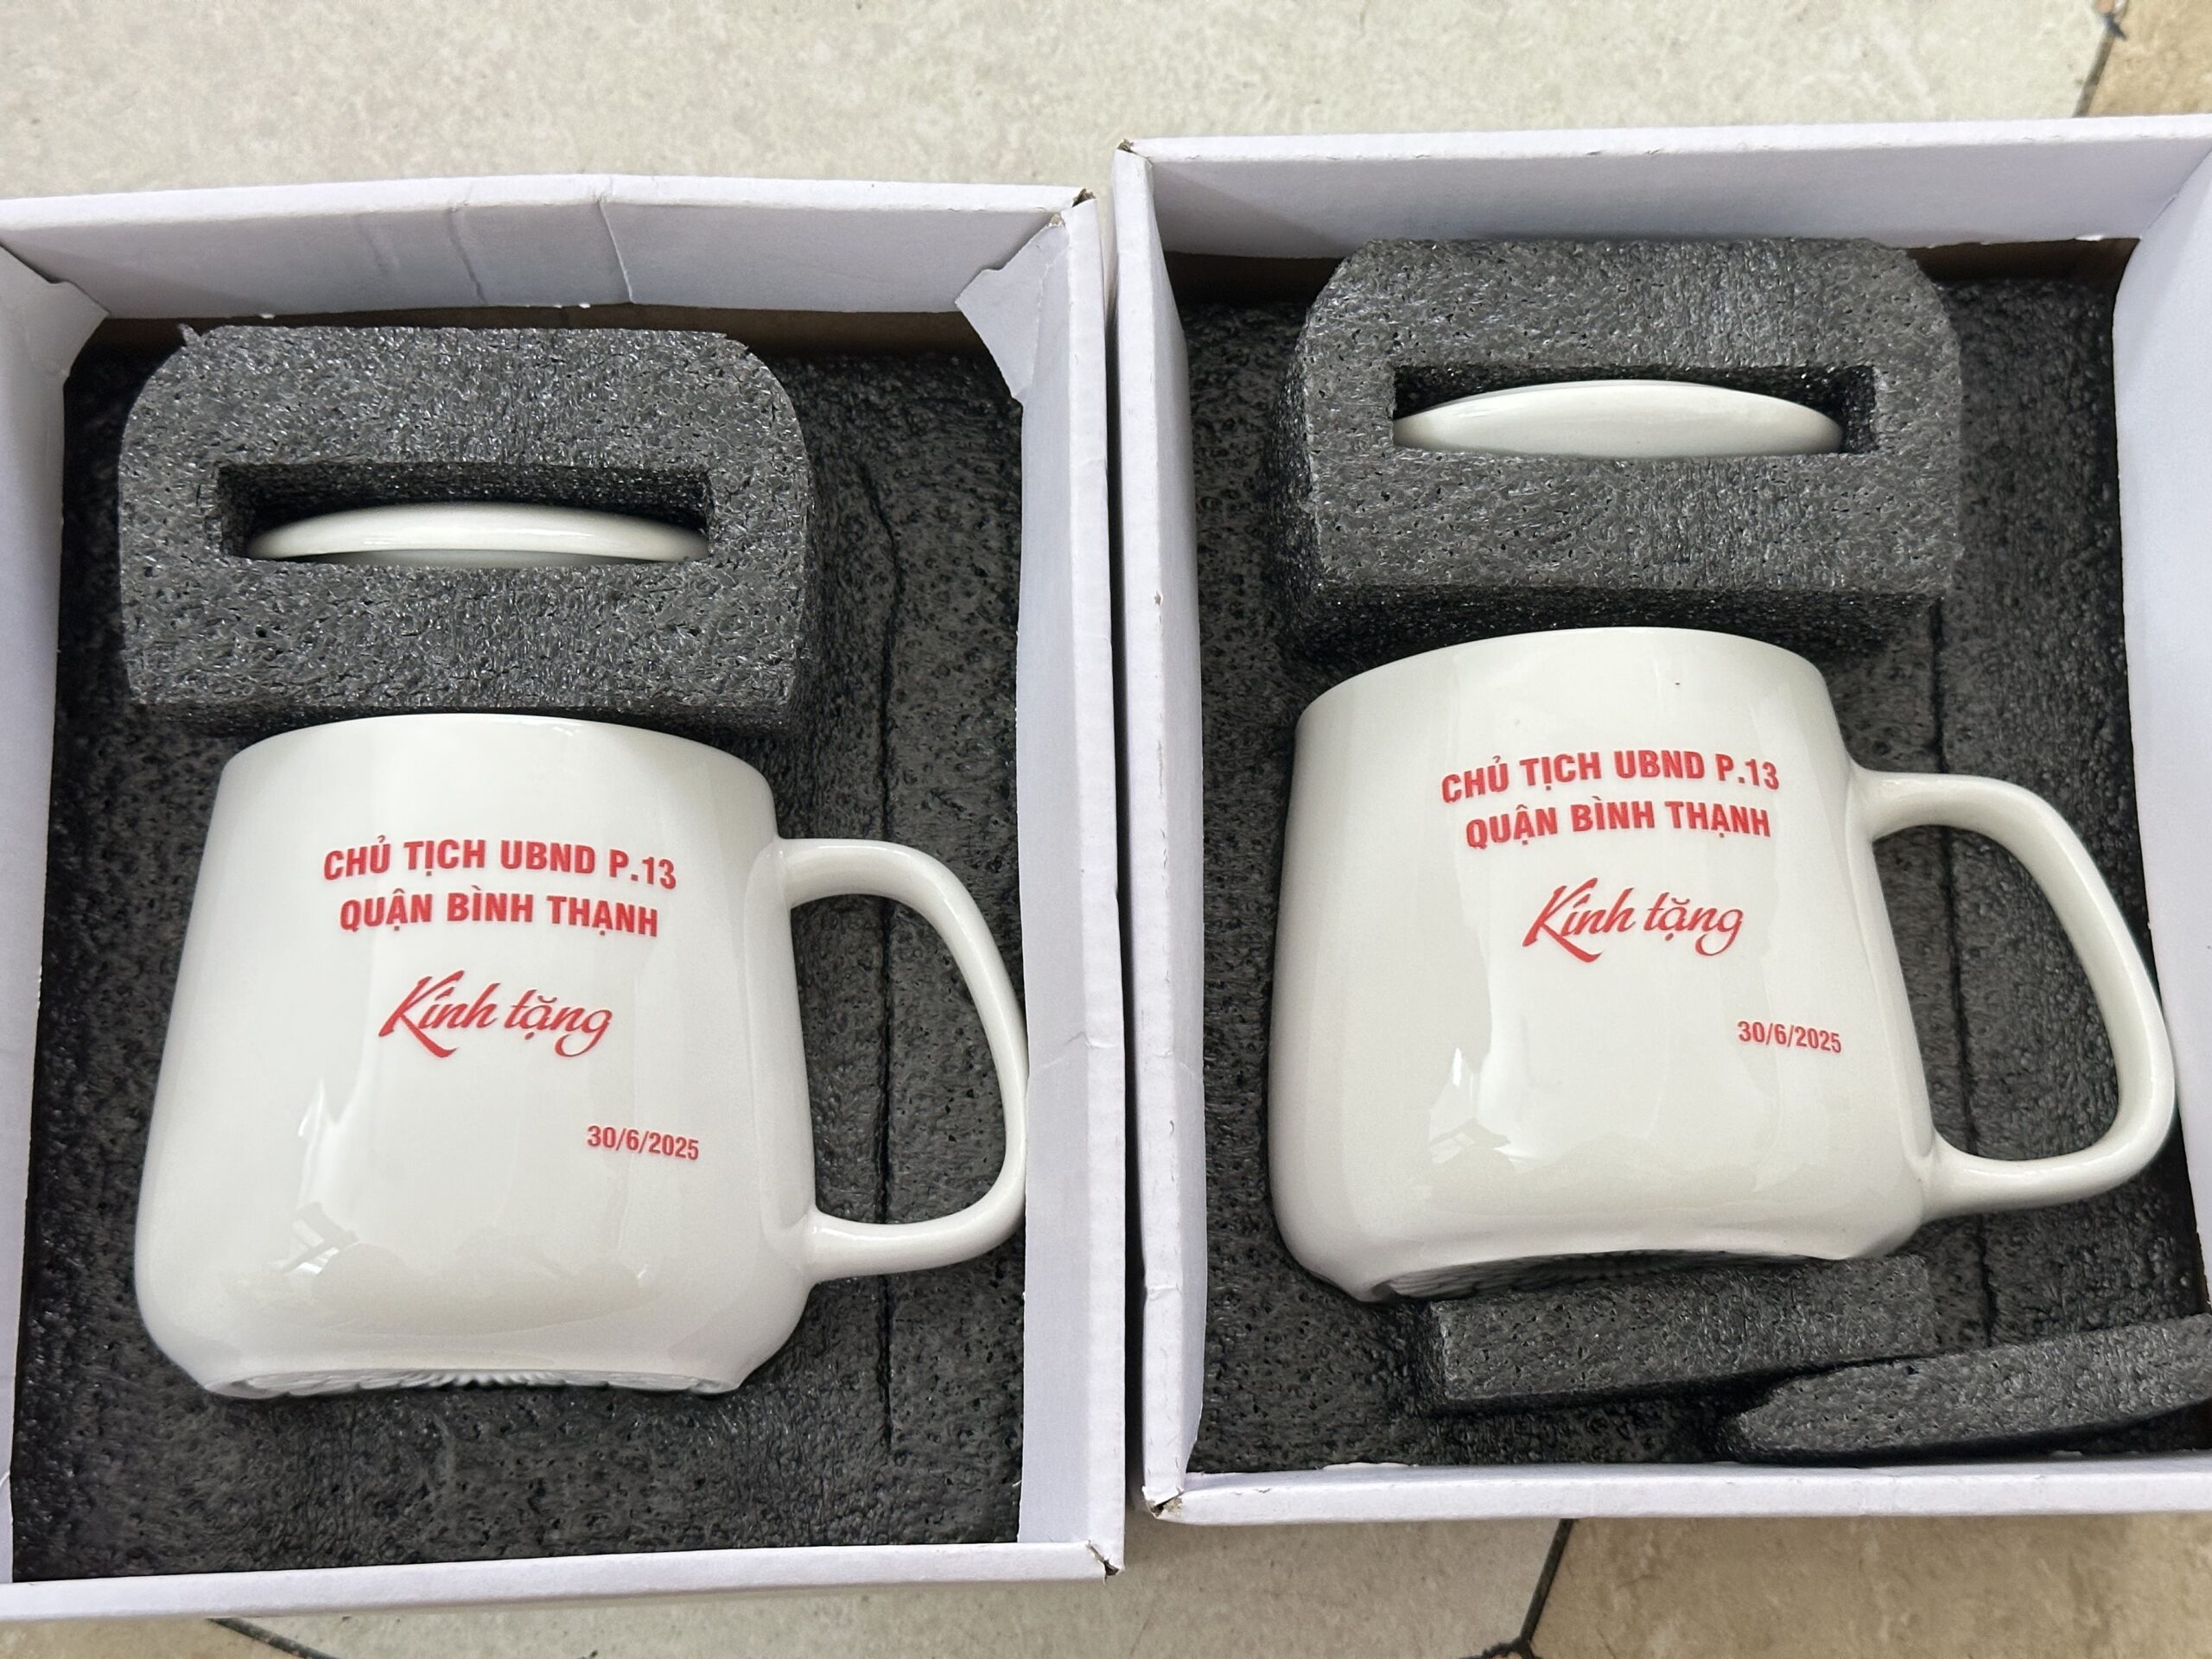 CHỦ TỊCH UBND P.13
QUẬN BÌNH THẠNH
Kính tặng
30/6/2025
CHỦ TỊCH UBND P.13
QUẬN BÌNH THẠNH
Kính tặng
30/6/2025